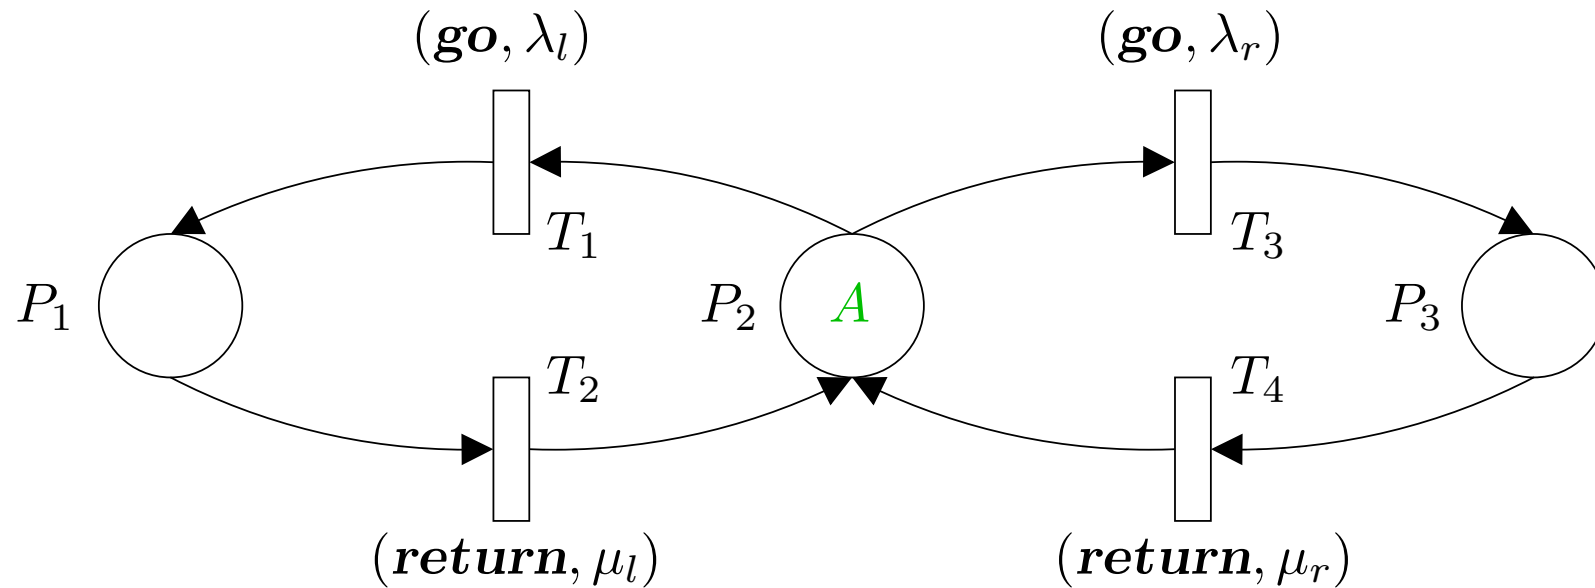 (go, λ_l) (go, λ_r)
T_1 T_3
P_1 P_2 A P_3
T_2 T_4
(return, μ_l) (return, μ_r)